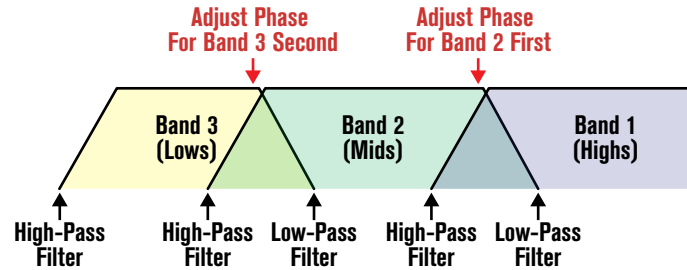 Adjust Phase
For Band 3 Second
Adjust Phase
For Band 2 First
Band 3
(Lows)
Band 2
(Mids)
Band 1
(Highs)
High-Pass
Filter
High-Pass
Filter
Low-Pass
Filter
High-Pass
Filter
Low-Pass
Filter